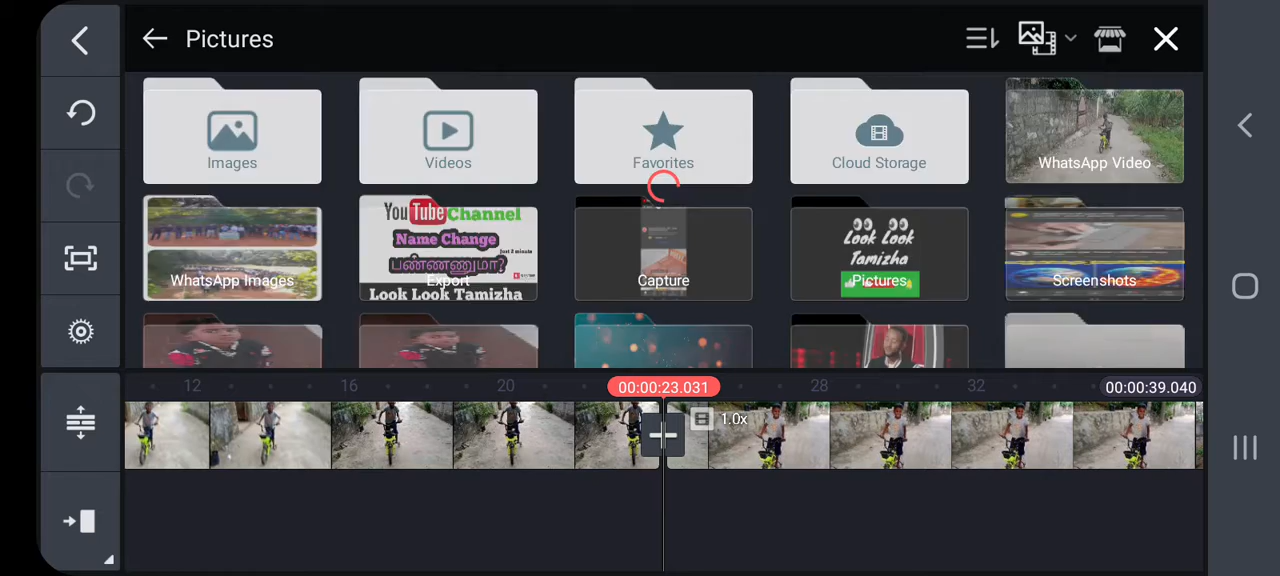 Pictures
Images
Videos
Favorites
Cloud Storage
WhatsApp Video
WhatsApp Images
YouTube Channel
Name Change
Just 2 minute
பண்ணணுமா?
Export
Look Look Tamizha
Capture
Look Look
Tamizha
Pictures
Screenshots
12
16
20
00:00:23.031
28
32
00:00:39.040
1.0x